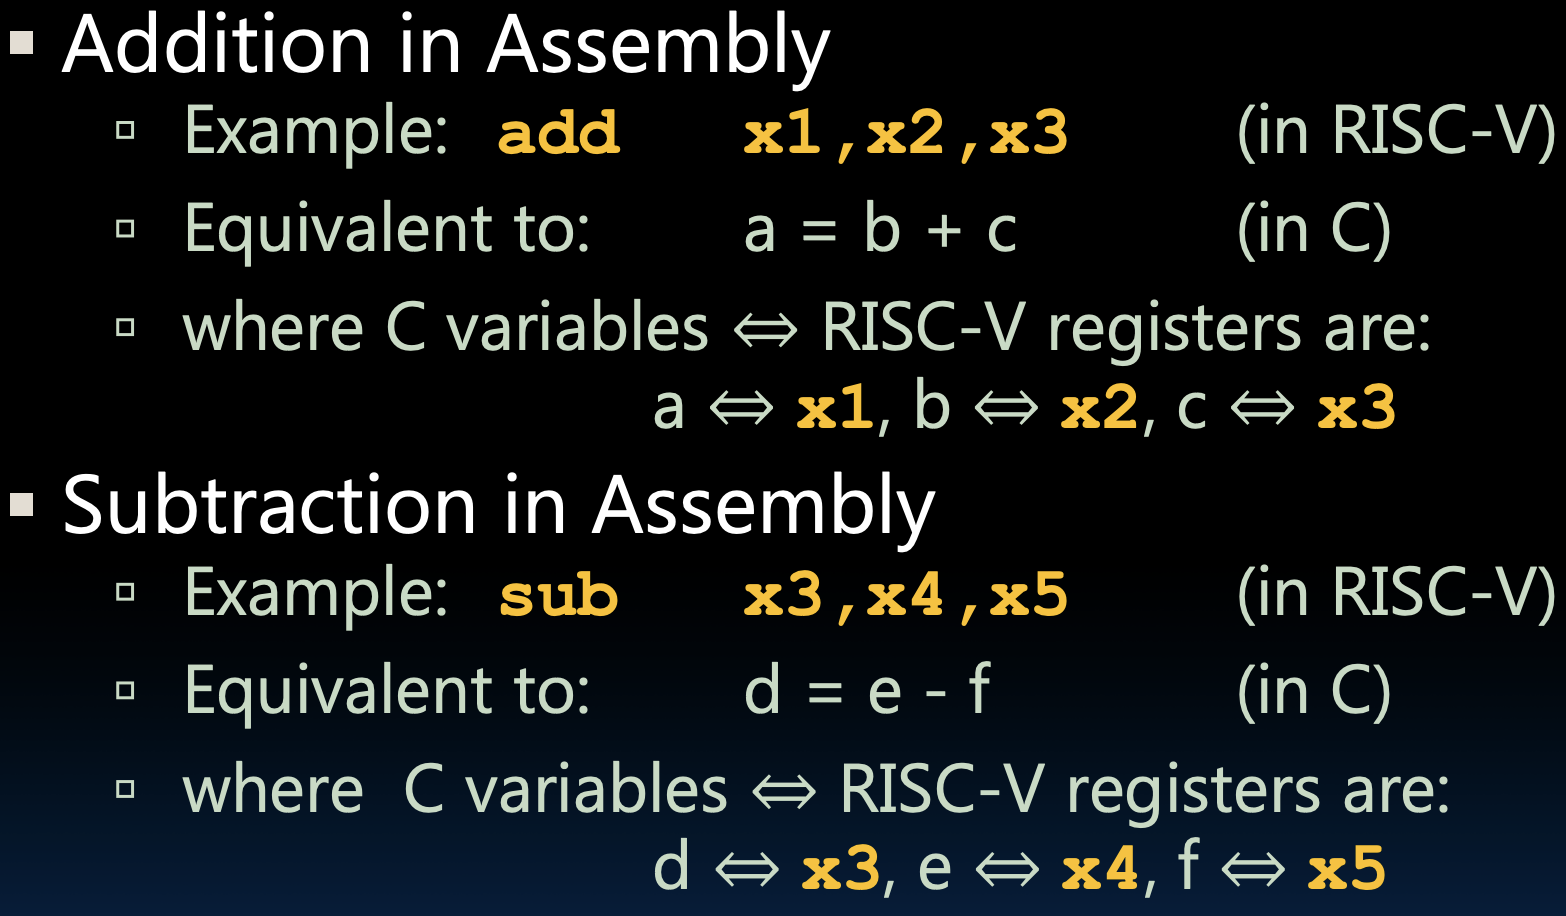 ▪ Addition in Assembly
▫ Example: add x1,x2,x3 (in RISC-V)
▫ Equivalent to: a = b + c (in C)
▫ where C variables ⇔ RISC-V registers are:
a ⇔ x1, b ⇔ x2, c ⇔ x3
▪ Subtraction in Assembly
▫ Example: sub x3,x4,x5 (in RISC-V)
▫ Equivalent to: d = e - f (in C)
▫ where C variables ⇔ RISC-V registers are:
d ⇔ x3, e ⇔ x4, f ⇔ x5